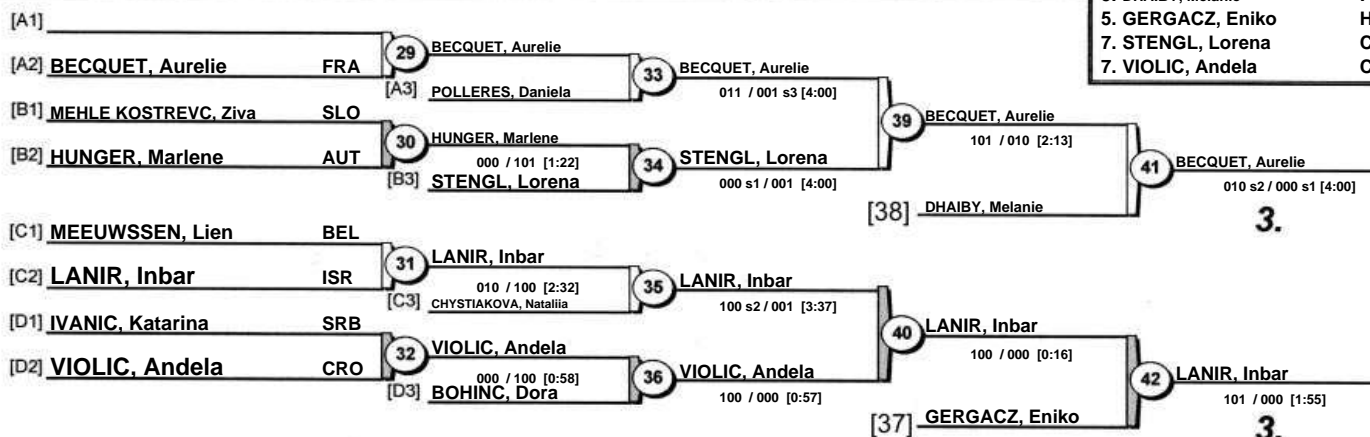 5. GERGACZ, Eniko H
7. STENGL, Lorena C
7. VIOLIC, Andela C
[A1]
[A2] BECQUET, Aurelie FRA
29
BECQUET, Aurelie
[A3] POLLERES, Daniela
33
BECQUET, Aurelie
011 / 001 s3 [4:00]
[B1] MEHLE KOSTREVC, Ziva SLO
[B2] HUNGER, Marlene AUT
30
HUNGER, Marlene
000 / 101 [1:22]
[B3] STENGL, Lorena
34
STENGL, Lorena
000 s1 / 001 [4:00]
39
BECQUET, Aurelie
101 / 010 [2:13]
[38] DHAIBY, Melanie
41
BECQUET, Aurelie
010 s2 / 000 s1 [4:00]
3.
[C1] MEEUWSSEN, Lien BEL
[C2] LANIR, Inbar ISR
31
LANIR, Inbar
010 / 100 [2:32]
[C3] CHYSTIAKOVA, Nataliia
35
LANIR, Inbar
100 s2 / 001 [3:37]
[D1] IVANIC, Katarina SRB
[D2] VIOLIC, Andela CRO
32
VIOLIC, Andela
000 / 100 [0:58]
[D3] BOHINC, Dora
36
VIOLIC, Andela
100 / 000 [0:57]
40
LANIR, Inbar
100 / 000 [0:16]
[37] GERGACZ, Eniko
42
LANIR, Inbar
101 / 000 [1:55]
3.